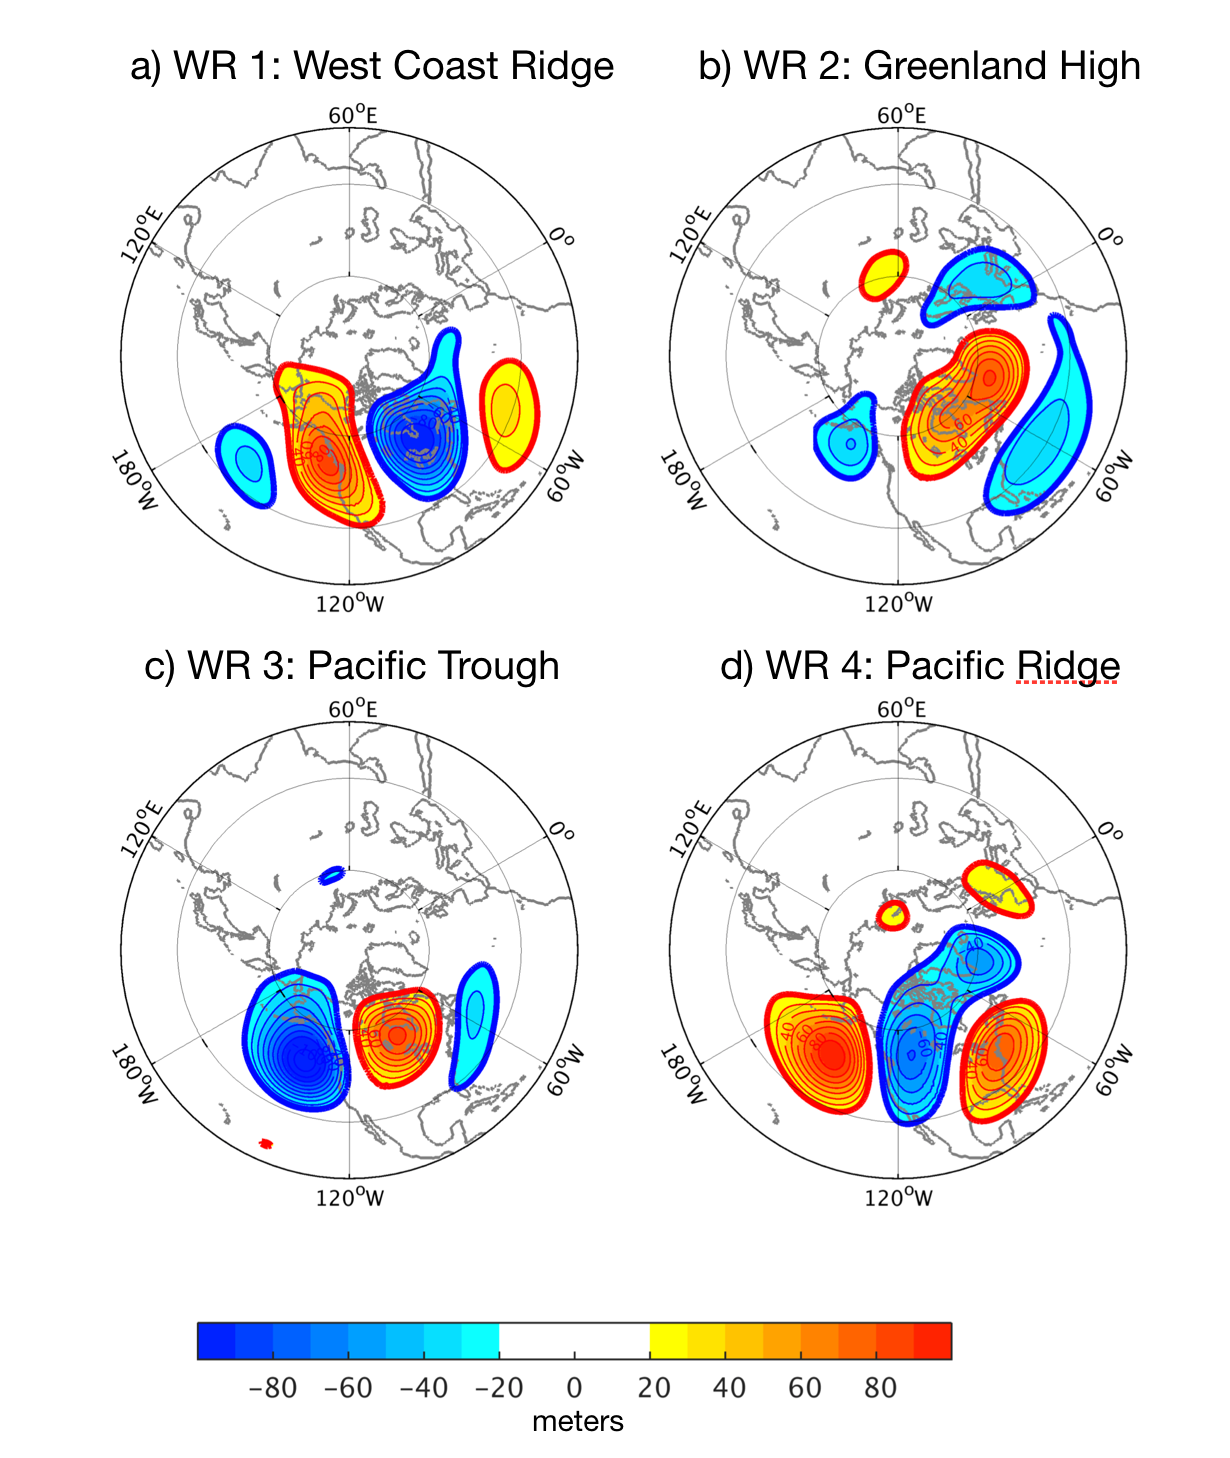 a) WR 1: West Coast Ridge
b) WR 2: Greenland High
60°E
60°E
120°E
0°
120°E
0°
180°W
60°W
180°W
60°W
120°W
120°W
c) WR 3: Pacific Trough
d) WR 4: Pacific Ridge
60°E
60°E
120°E
0°
120°E
0°
180°W
60°W
180°W
60°W
120°W
120°W
−80 −60 −40 −20 0 20 40 60 80
meters